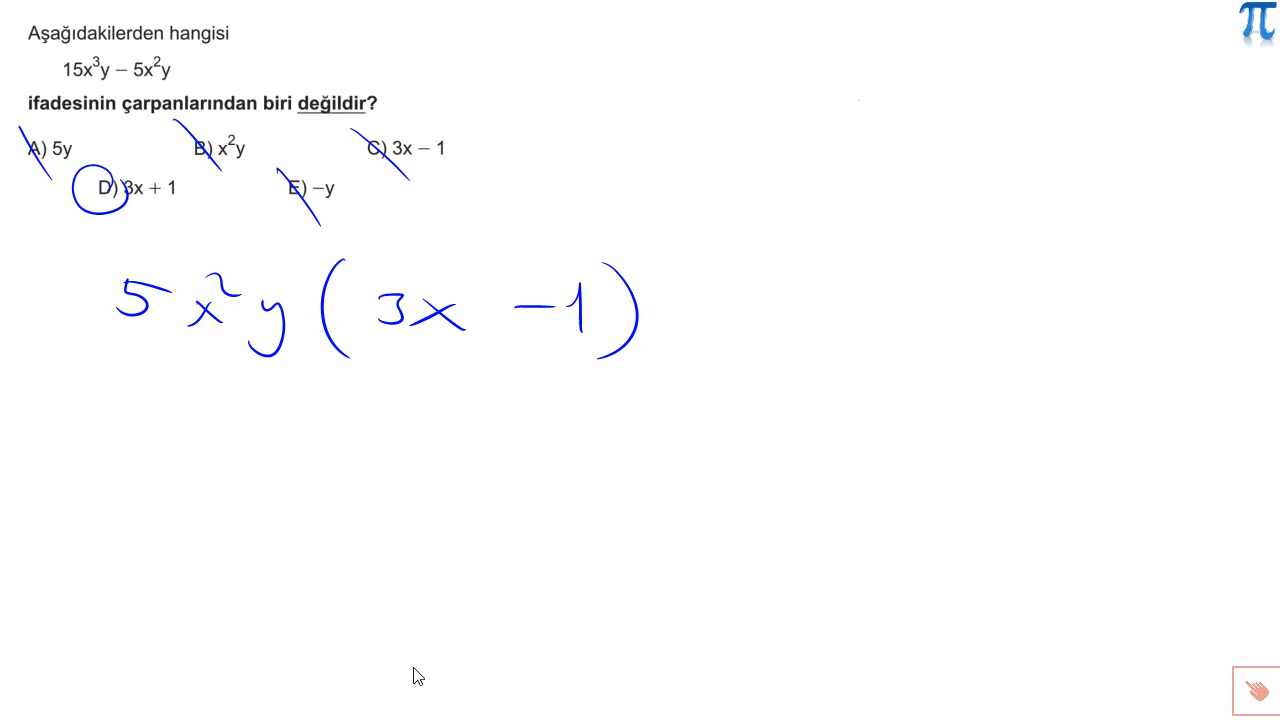 Aşağıdakilerden hangisi
15x³y − 5x²y
ifadesinin çarpanlarından biri değildir?
A) 5y B) x²y C) 3x − 1
D) 3x + 1 E) −y
5x²y(3x − 1)
π